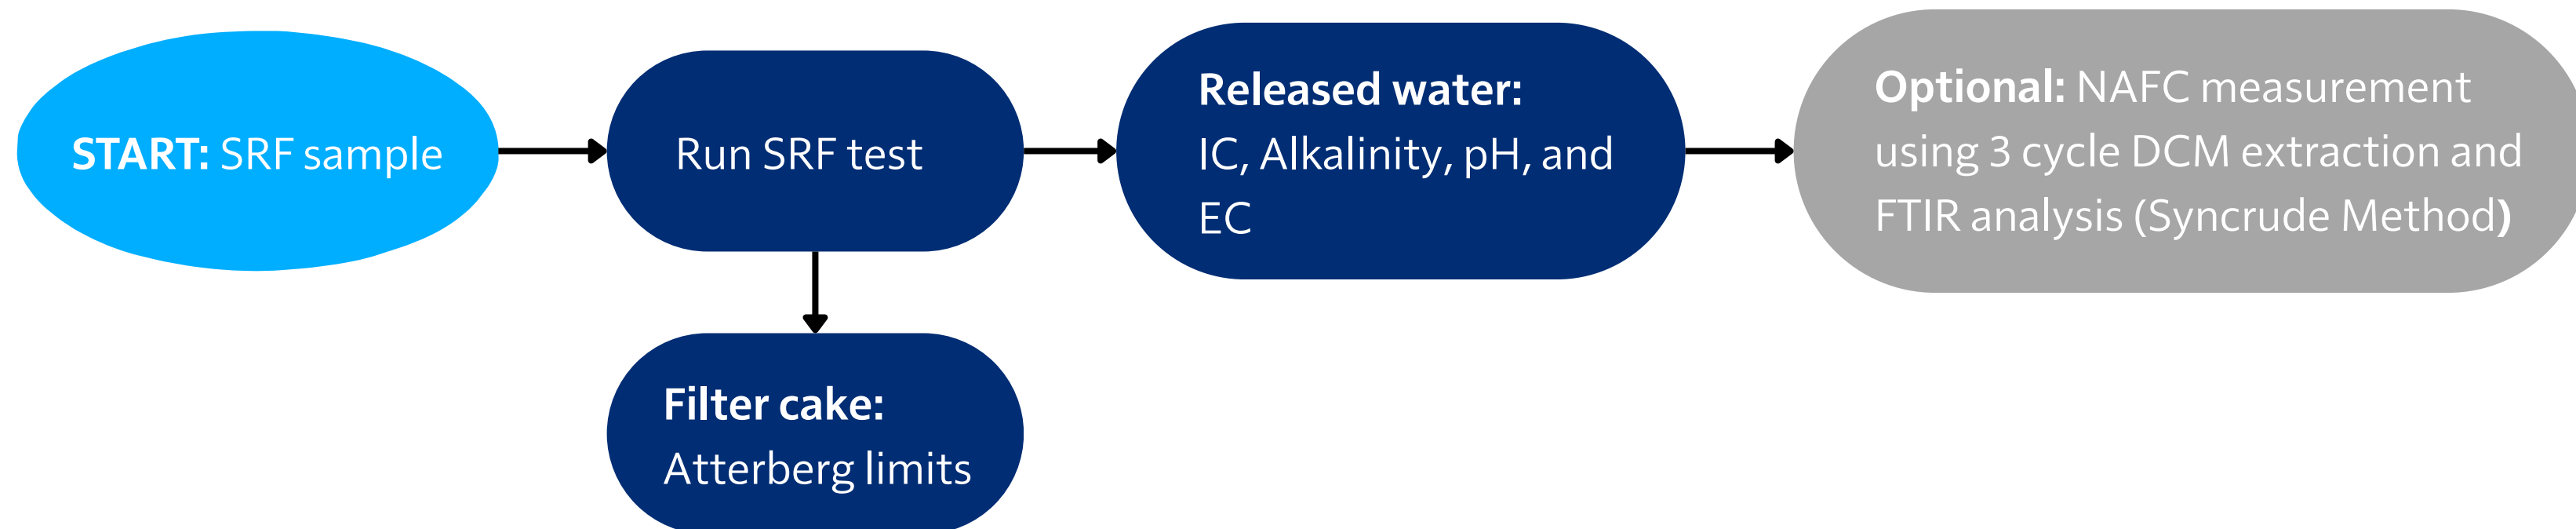 START: SRF sample
Run SRF test
Released water:
IC, Alkalinity, pH, and
EC
Optional: NAFC measurement
using 3 cycle DCM extraction and
FTIR analysis (Syncrude Method)
Filter cake:
Atterberg limits